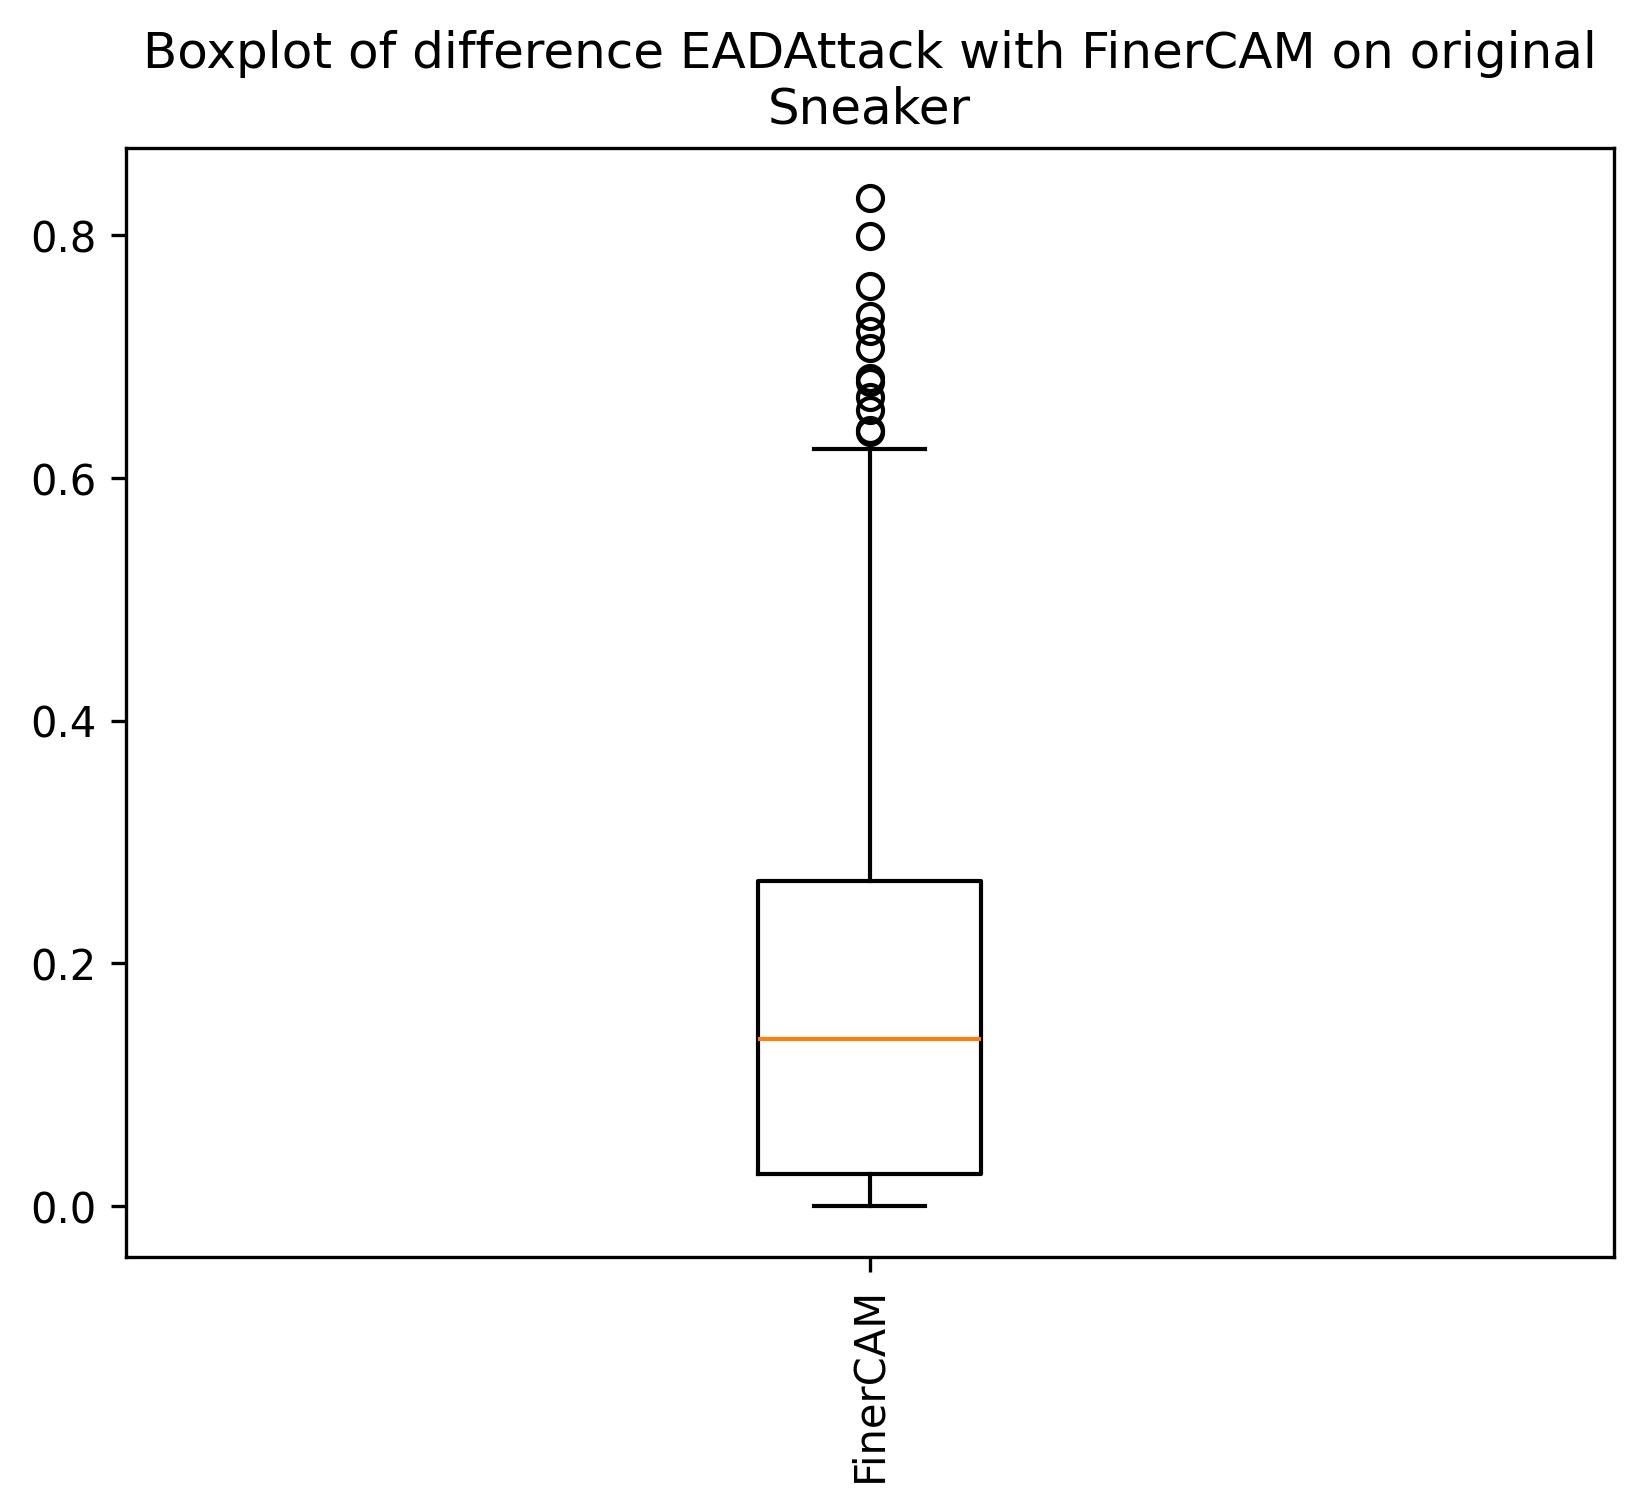 Boxplot of difference EADAttack with FinerCAM on original
Sneaker
0.8
0.6
0.4
0.2
0.0
FinerCAM